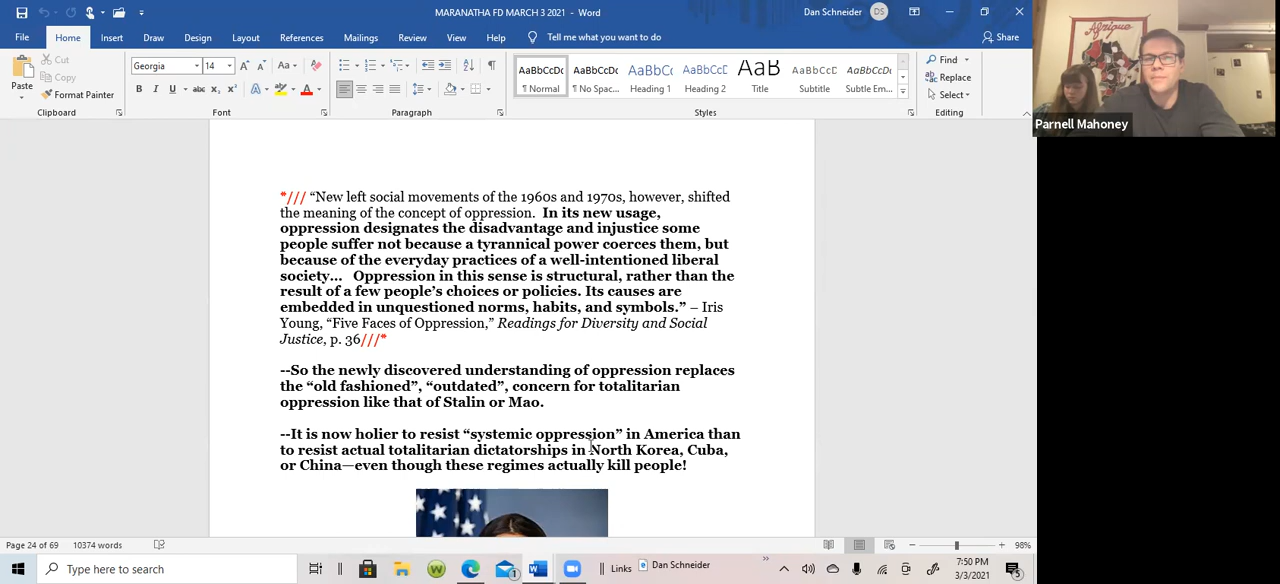 MARANATHA FD MARCH 3 2021 - Word
Dan Schneider
DS
File
Home
Insert
Draw
Design
Layout
References
Mailings
Review
View
Help
Tell me what you want to do
Share
Paste
Cut
Copy
Format Painter
Clipboard
Georgia
14
Font
Paragraph
AaBbCcDc
¶ Normal
AaBbCcDc
¶ No Spac...
AaBbCc
Heading 1
AaBbCcD
Heading 2
AaB
Title
AaBbCcD
Subtitle
AaBbCcDc
Subtle Em...
Styles
Find
Replace
Select
Editing
Afrique
Parnell Mahoney
*/// “New left social movements of the 1960s and 1970s, however, shifted
the meaning of the concept of oppression. In its new usage,
oppression designates the disadvantage and injustice some
people suffer not because a tyrannical power coerces them, but
because of the everyday practices of a well-intentioned liberal
society… Oppression in this sense is structural, rather than the
result of a few people’s choices or policies. Its causes are
embedded in unquestioned norms, habits, and symbols.” – Iris
Young, “Five Faces of Oppression,” Readings for Diversity and Social
Justice, p. 36///*
--So the newly discovered understanding of oppression replaces
the “old fashioned”, “outdated”, concern for totalitarian
oppression like that of Stalin or Mao.
--It is now holier to resist “systemic oppression” in America than
to resist actual totalitarian dictatorships in North Korea, Cuba,
or China—even though these regimes actually kill people!
Page 24 of 69
10374 words
98%
Type here to search
Links
Dan Schneider
7:50 PM
3/3/2021